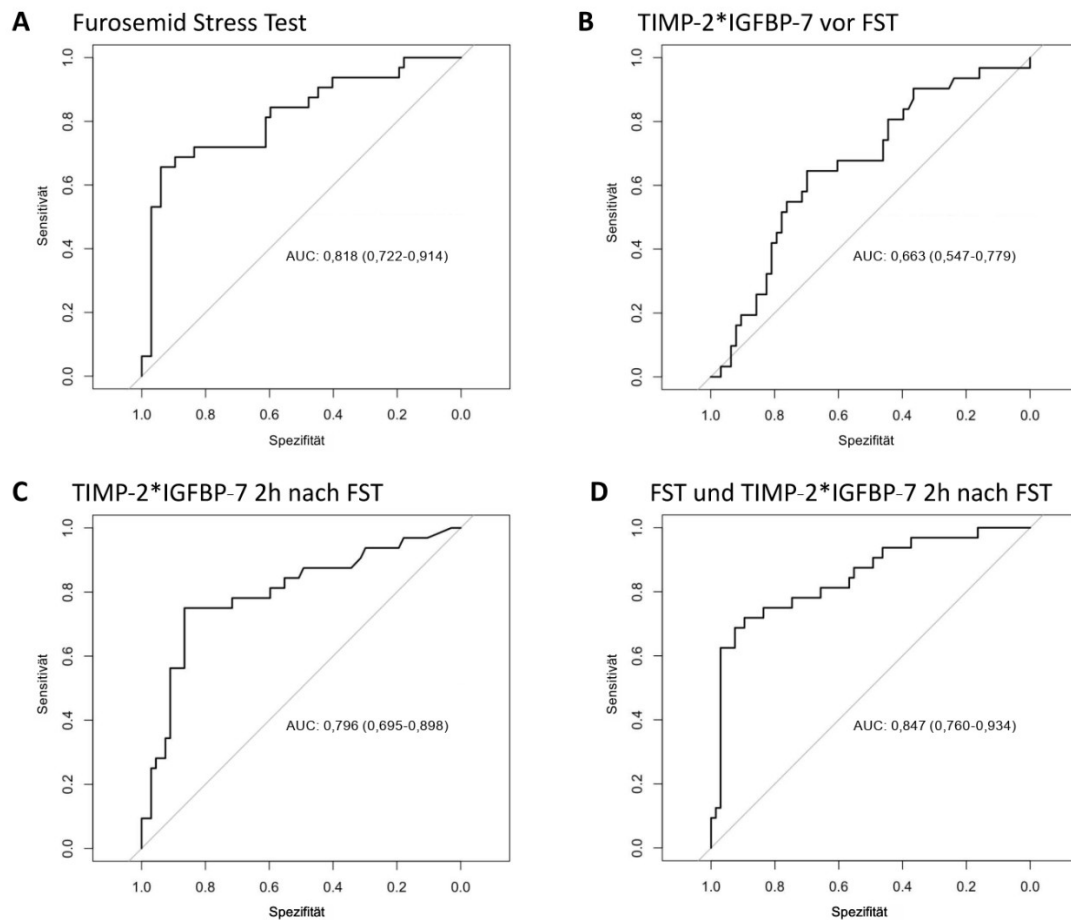 A Furosemid Stress Test
1.0
0.8
0.6
0.4
0.2
0.0
Sensitivät
AUC: 0,818 (0,722-0,914)
1.0 0.8 0.6 0.4 0.2 0.0
Spezifität
B TIMP-2*IGFBP-7 vor FST
1.0
0.8
0.6
0.4
0.2
0.0
Sensitivät
AUC: 0,663 (0,547-0,779)
1.0 0.8 0.6 0.4 0.2 0.0
Spezifität
C TIMP-2*IGFBP-7 2h nach FST
1.0
0.8
0.6
0.4
0.2
0.0
Sensitivät
AUC: 0,796 (0,695-0,898)
1.0 0.8 0.6 0.4 0.2 0.0
Spezifität
D FST und TIMP-2*IGFBP-7 2h nach FST
1.0
0.8
0.6
0.4
0.2
0.0
Sensitivät
AUC: 0,847 (0,760-0,934)
1.0 0.8 0.6 0.4 0.2 0.0
Spezifität